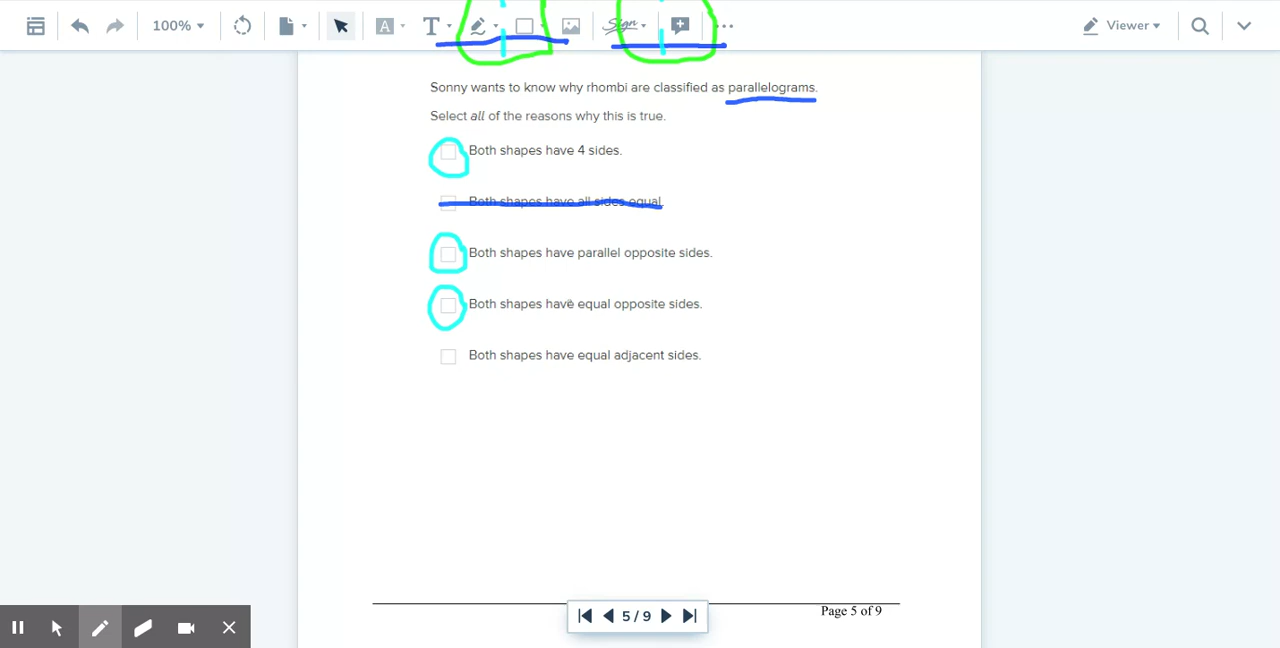 100%
A
T
Sign
Viewer
Sonny wants to know why rhombi are classified as parallelograms.
Select all of the reasons why this is true.
Both shapes have 4 sides.
Both shapes have all sides equal.
Both shapes have parallel opposite sides.
Both shapes have equal opposite sides.
Both shapes have equal adjacent sides.
5 / 9
Page 5 of 9